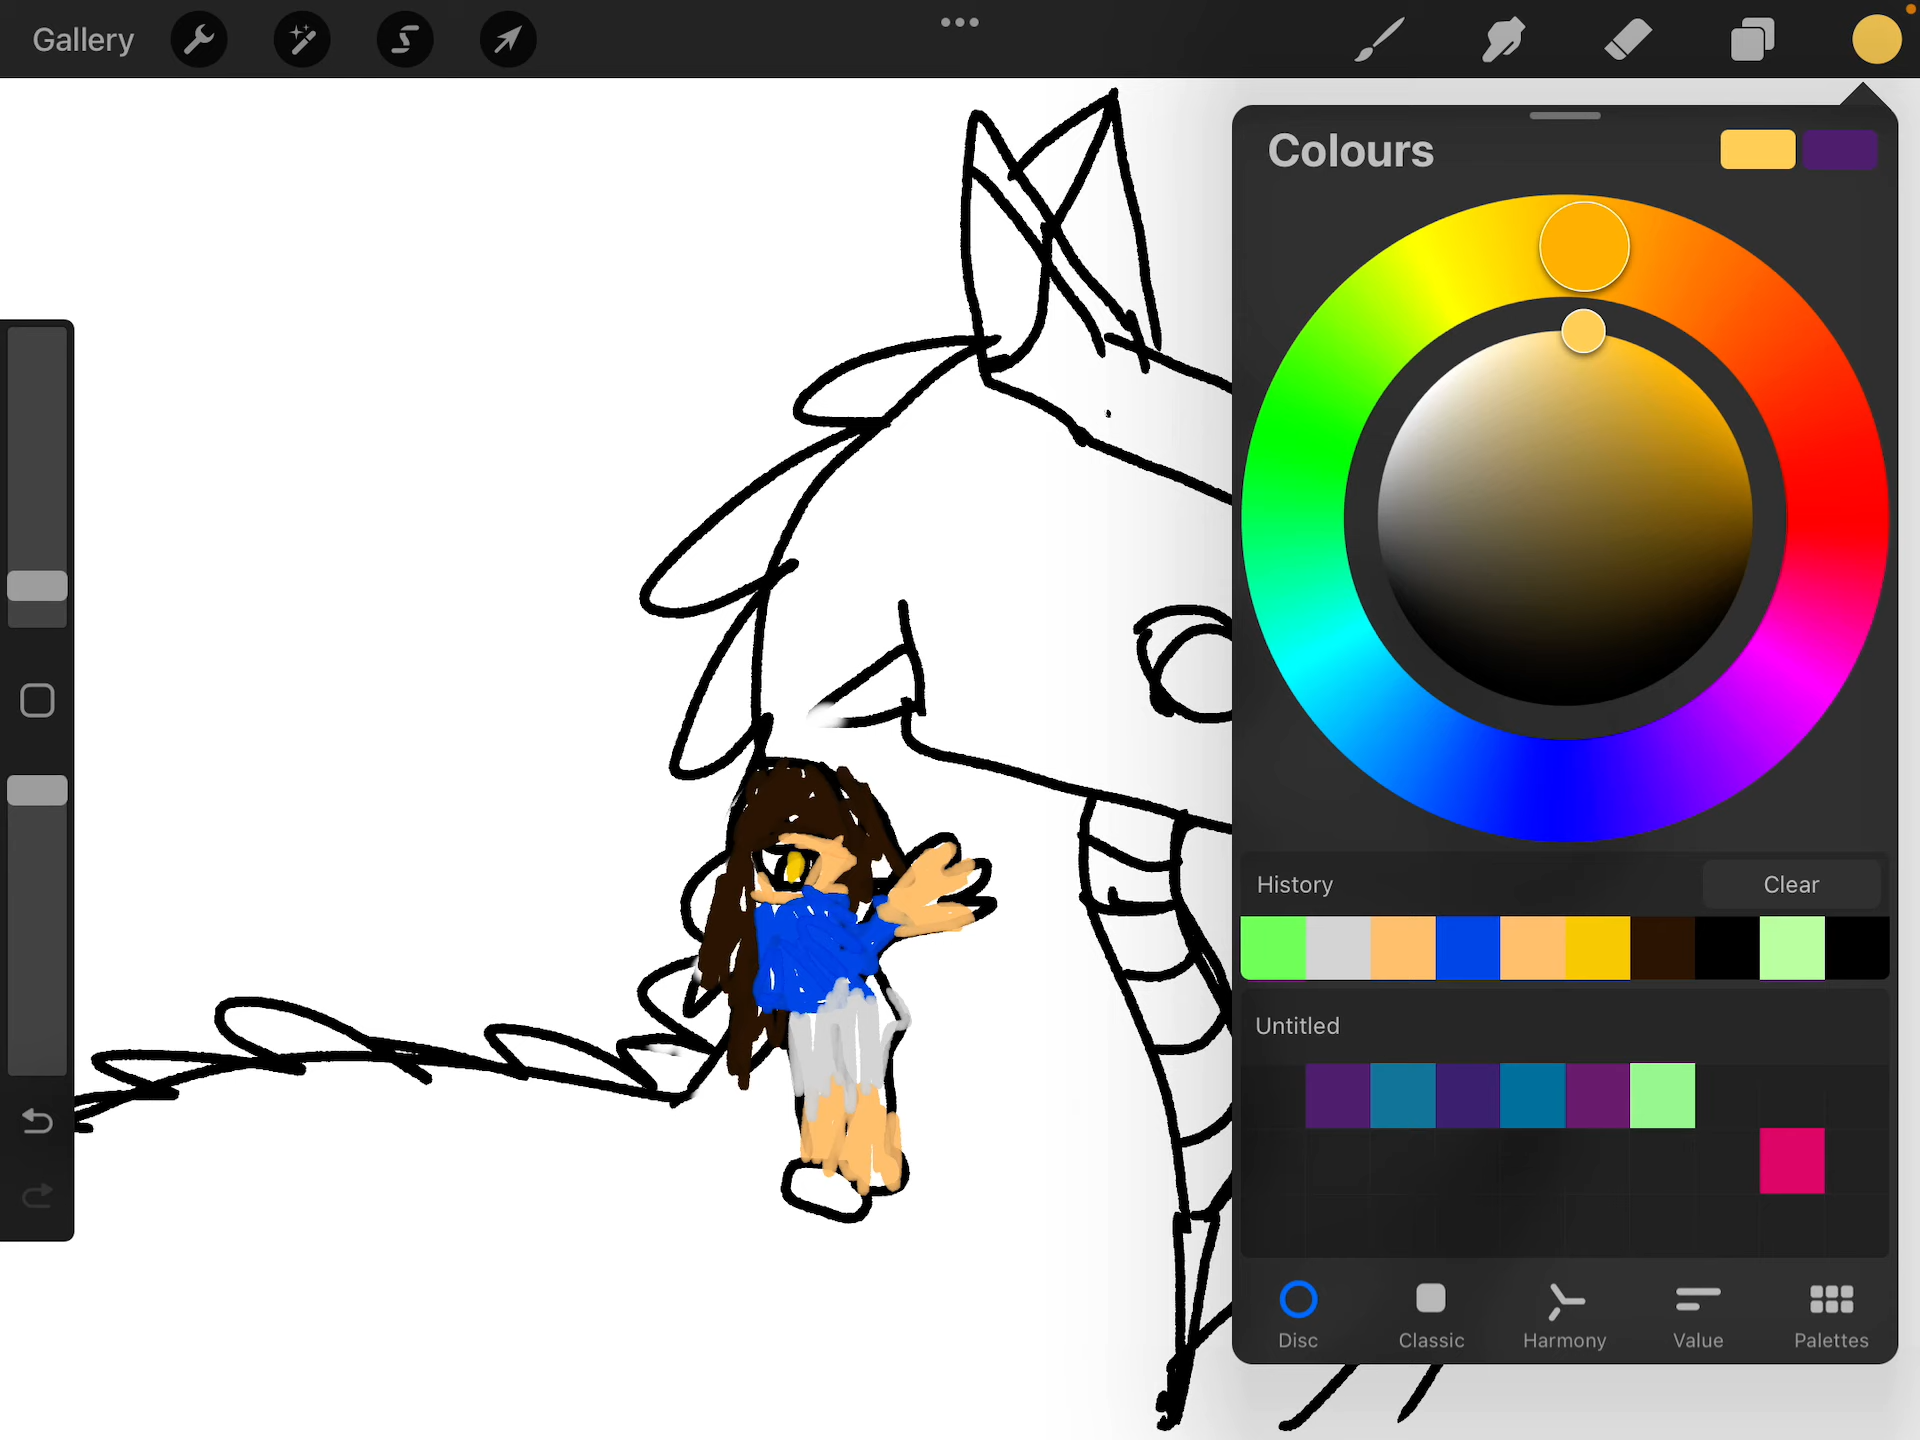 Gallery
Colours
History
Clear
Untitled
Disc
Classic
Harmony
Value
Palettes